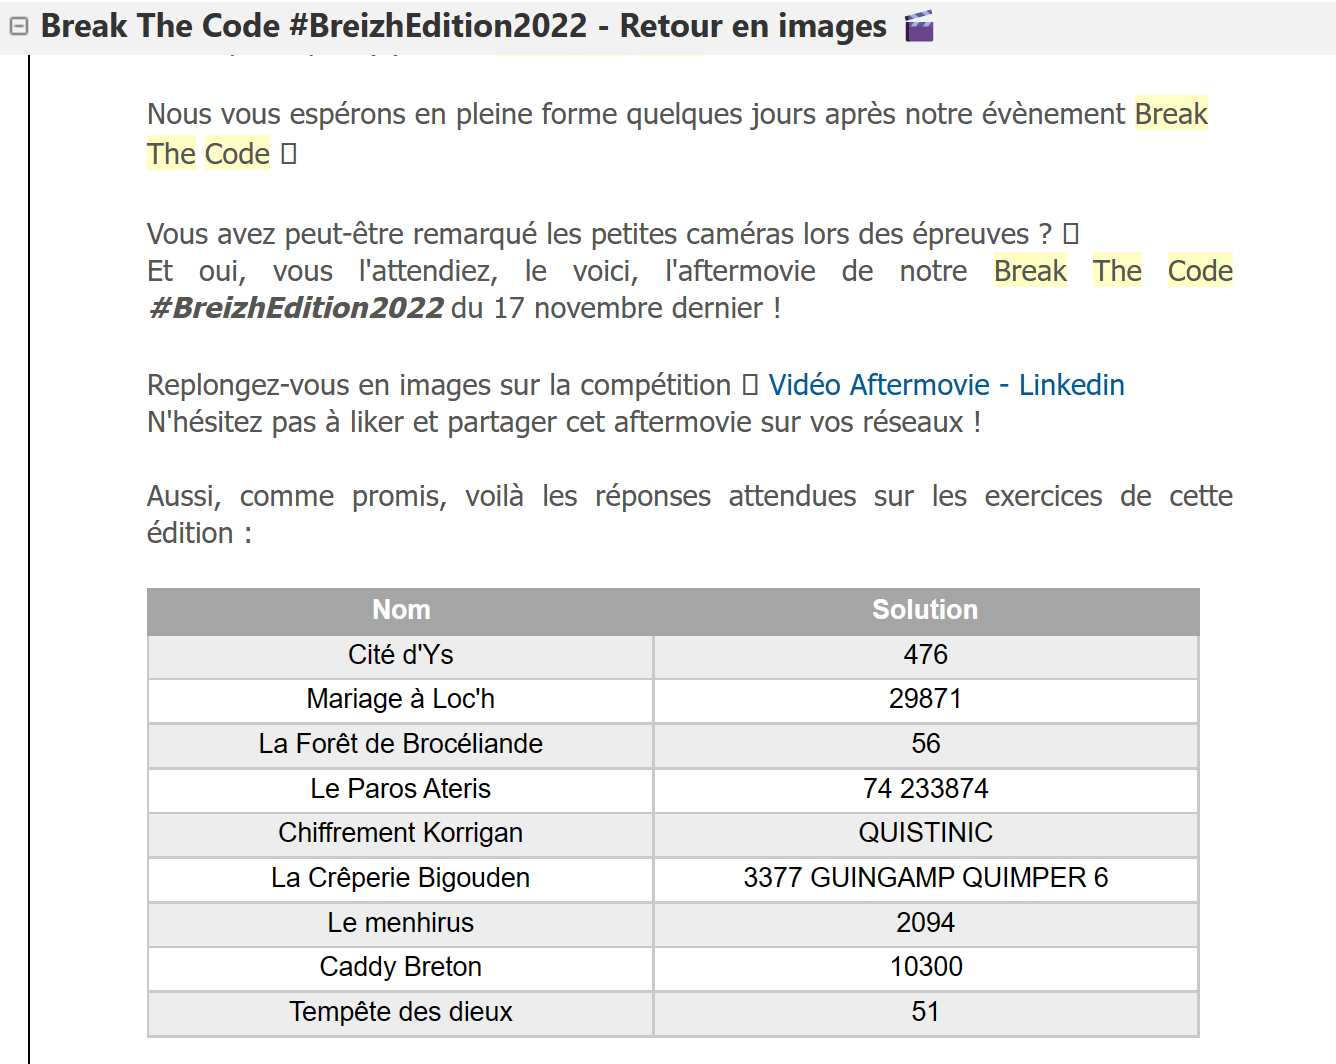 Break The Code #BreizhEdition2022 - Retour en images 🎬
Nous vous espérons en pleine forme quelques jours après notre évènement Break
The Code
Vous avez peut-être remarqué les petites caméras lors des épreuves ?
Et oui, vous l'attendiez, le voici, l'aftermovie de notre Break The Code
#BreizhEdition2022 du 17 novembre dernier !
Replongez-vous en images sur la compétition Vidéo Aftermovie - Linkedin
N'hésitez pas à liker et partager cet aftermovie sur vos réseaux !
Aussi, comme promis, voilà les réponses attendues sur les exercices de cette
édition :
Nom Solution
Cité d'Ys 476
Mariage à Loc'h 29871
La Forêt de Brocéliande 56
Le Paros Ateris 74 233874
Chiffrement Korrigan QUISTINIC
La Crêperie Bigouden 3377 GUINGAMP QUIMPER 6
Le menhirus 2094
Caddy Breton 10300
Tempête des dieux 51